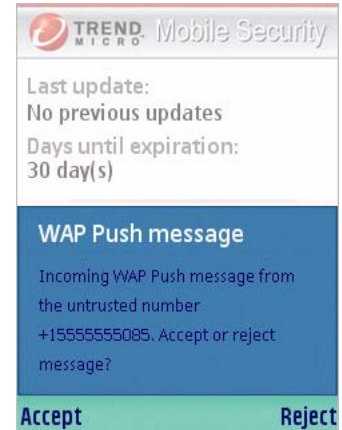 TREND MICRO Mobile Security
Last update:
No previous updates
Days until expiration:
30 day(s)
WAP Push message
Incoming WAP Push message from
the untrusted number
+15555555085. Accept or reject
message?
Accept Reject